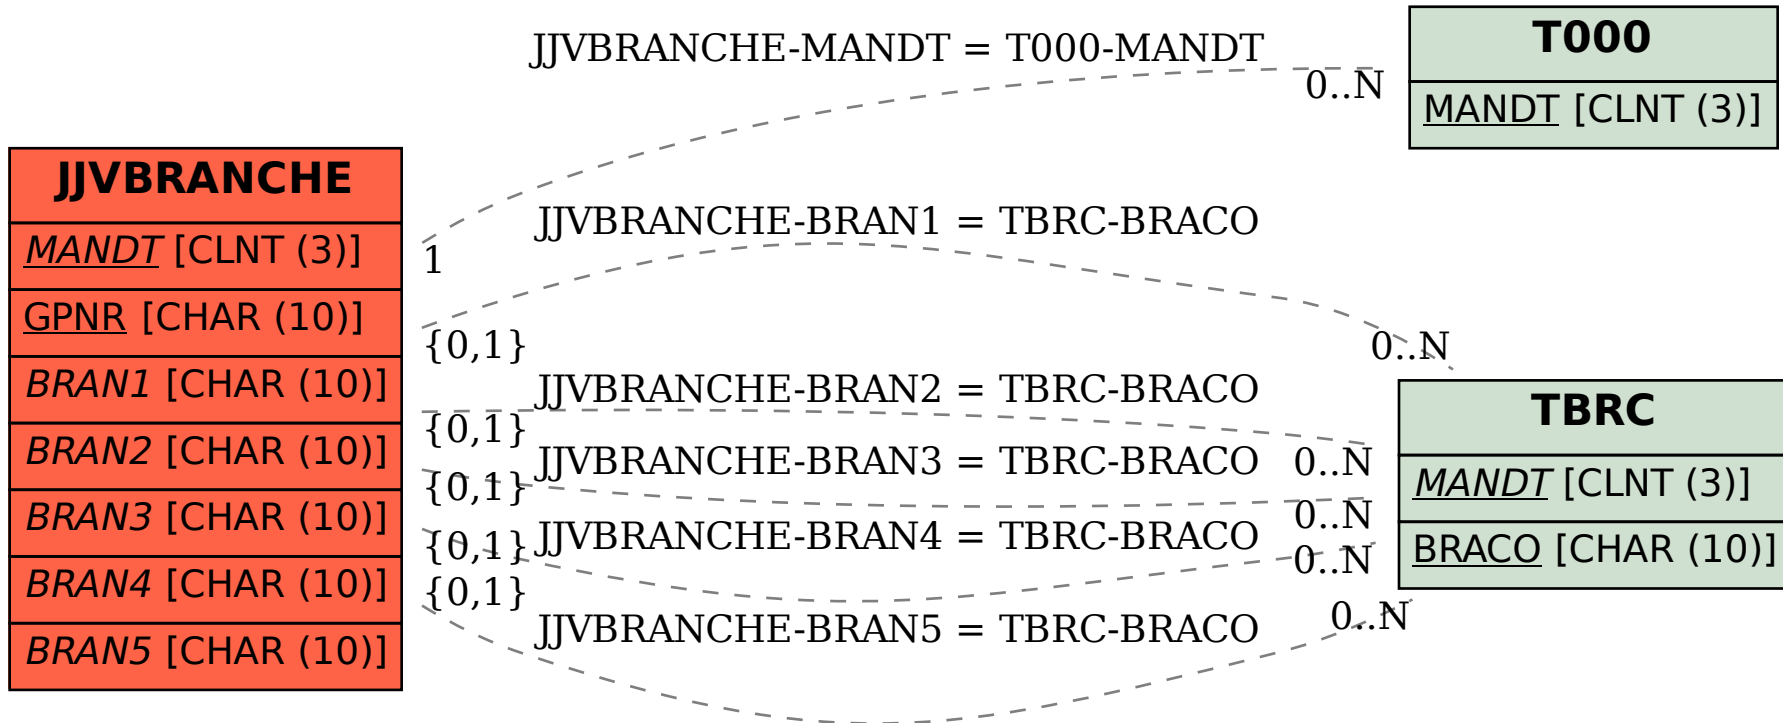 JJVBRANCHE-MANDT = T000-MANDT
0..N
T000
MANDT [CLNT (3)]
JJVBRANCHE
MANDT [CLNT (3)]
GPNR [CHAR (10)]
BRAN1 [CHAR (10)]
BRAN2 [CHAR (10)]
BRAN3 [CHAR (10)]
BRAN4 [CHAR (10)]
BRAN5 [CHAR (10)]
1
JJVBRANCHE-BRAN1 = TBRC-BRACO
{0,1}
0..N
JJVBRANCHE-BRAN2 = TBRC-BRACO
{0,1}
0..N
JJVBRANCHE-BRAN3 = TBRC-BRACO
{0,1}
0..N
JJVBRANCHE-BRAN4 = TBRC-BRACO
{0,1}
0..N
JJVBRANCHE-BRAN5 = TBRC-BRACO
{0,1}
0..N
TBRC
MANDT [CLNT (3)]
BRACO [CHAR (10)]